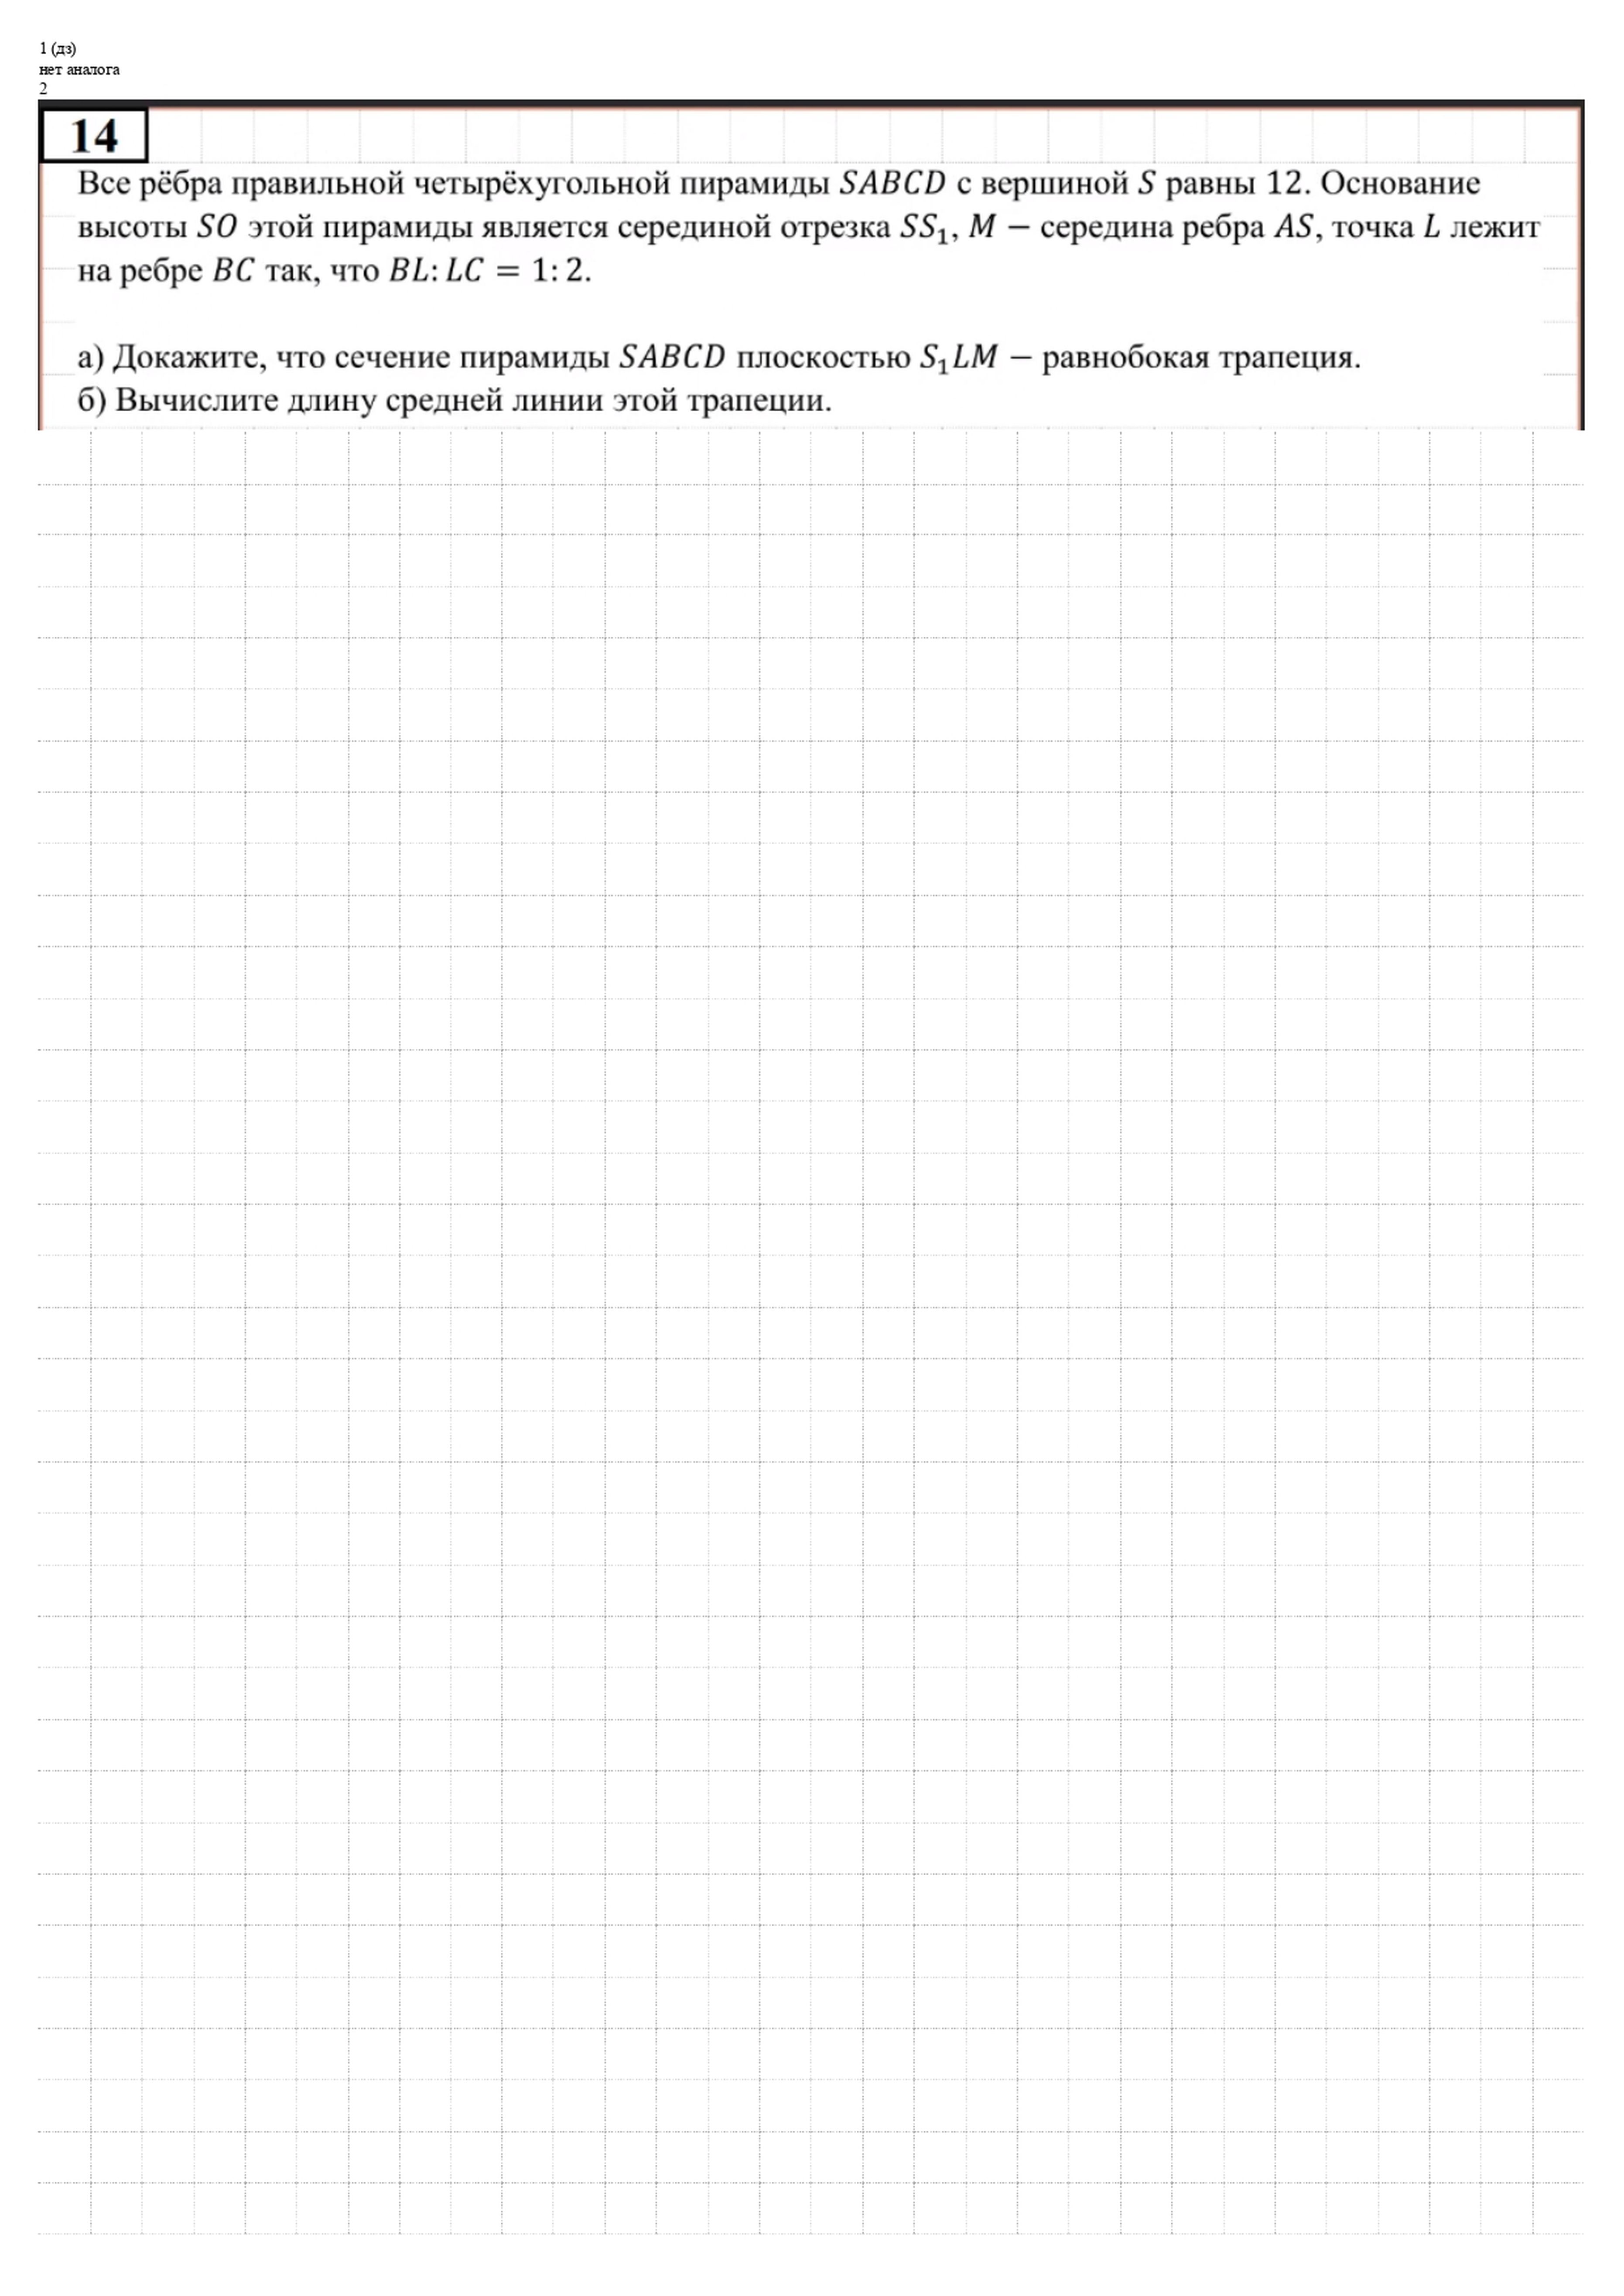 1 (дз)
нет аналога
2
14
Все рёбра правильной четырёхугольной пирамиды SABCD с вершиной S равны 12. Основание
высоты SO этой пирамиды является серединой отрезка SS₁, M – середина ребра AS, точка L лежит
на ребре BC так, что BL: LC = 1: 2.
а) Докажите, что сечение пирамиды SABCD плоскостью S₁LM – равнобокая трапеция.
б) Вычислите длину средней линии этой трапеции.